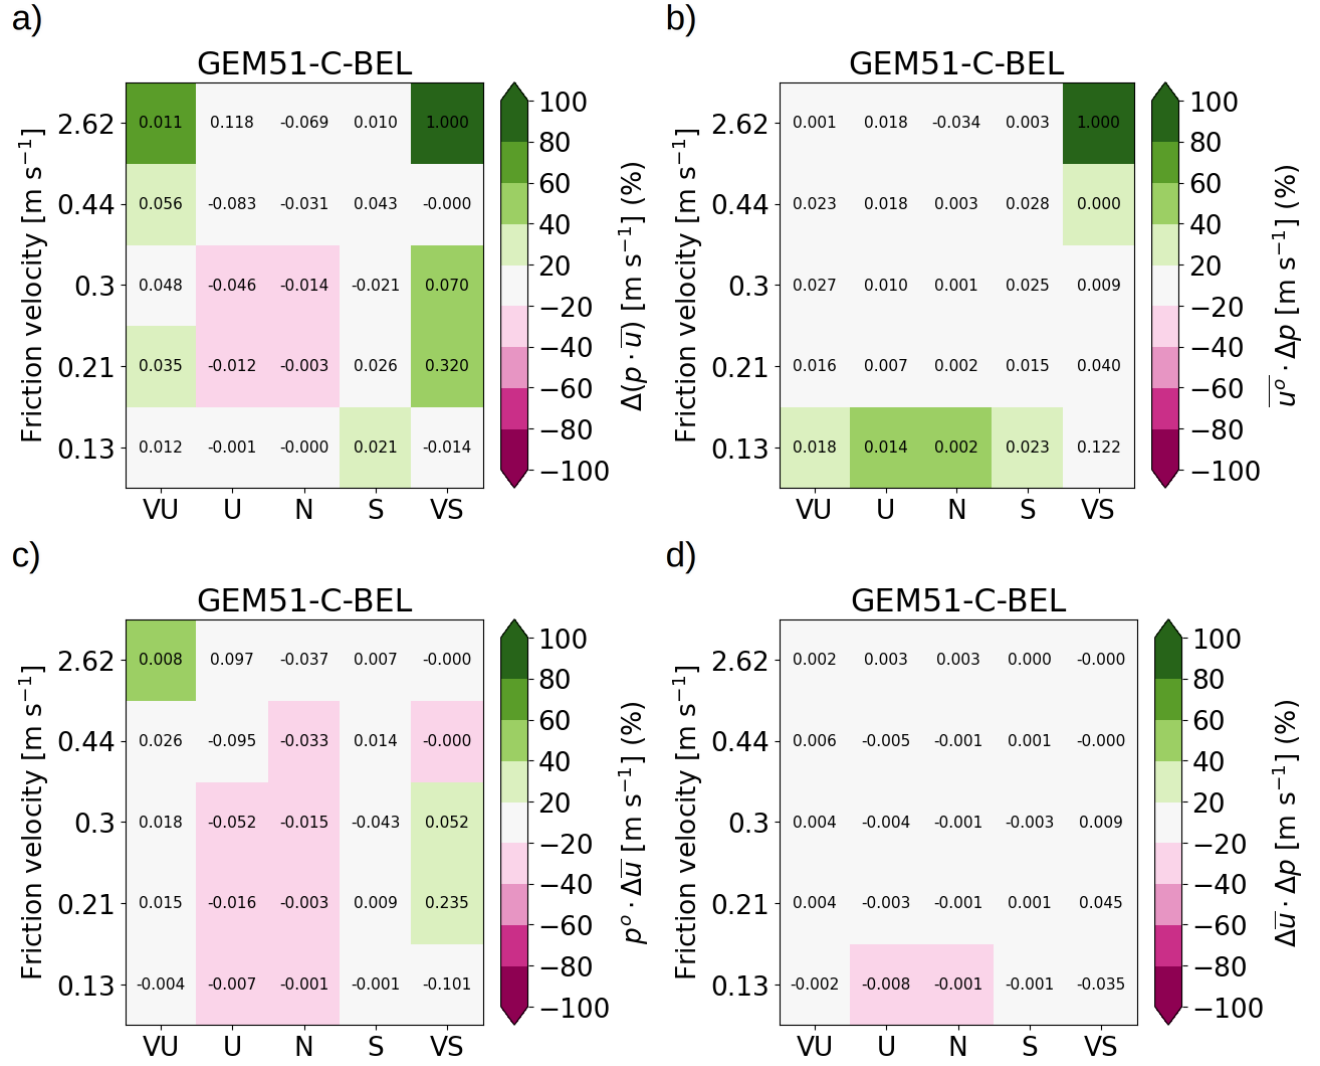 a)
GEM51-C-BEL
Friction velocity [m s⁻¹]
2.62 0.011 0.118 -0.069 0.010 1.000
0.44 0.056 -0.083 -0.031 0.043 -0.000
0.3 0.048 -0.046 -0.014 -0.021 0.070
0.21 0.035 -0.012 -0.003 0.026 0.320
0.13 0.012 -0.001 -0.000 0.021 -0.014
VU U N S VS
100
80
60
40
20
−20
−40
−60
−80
−100
Δ(p · u̅) [m s⁻¹] (%)
b)
GEM51-C-BEL
Friction velocity [m s⁻¹]
2.62 0.001 0.018 -0.034 0.003 1.000
0.44 0.023 0.018 0.003 0.028 0.000
0.3 0.027 0.010 0.001 0.025 0.009
0.21 0.016 0.007 0.002 0.015 0.040
0.13 0.018 0.014 0.002 0.023 0.122
VU U N S VS
100
80
60
40
20
−20
−40
−60
−80
−100
u̅ᵒ · Δp [m s⁻¹] (%)
c)
GEM51-C-BEL
Friction velocity [m s⁻¹]
2.62 0.008 0.097 -0.037 0.007 -0.000
0.44 0.026 -0.095 -0.033 0.014 -0.000
0.3 0.018 -0.052 -0.015 -0.043 0.052
0.21 0.015 -0.016 -0.003 0.009 0.235
0.13 -0.004 -0.007 -0.001 -0.001 -0.101
VU U N S VS
100
80
60
40
20
−20
−40
−60
−80
−100
pᵒ · Δu̅ [m s⁻¹] (%)
d)
GEM51-C-BEL
Friction velocity [m s⁻¹]
2.62 0.002 0.003 0.003 0.000 -0.000
0.44 0.006 -0.005 -0.001 0.001 -0.000
0.3 0.004 -0.004 -0.001 -0.003 0.009
0.21 0.004 -0.003 -0.001 0.001 0.045
0.13 -0.002 -0.008 -0.001 -0.001 -0.035
VU U N S VS
100
80
60
40
20
−20
−40
−60
−80
−100
Δu̅ · Δp [m s⁻¹] (%)